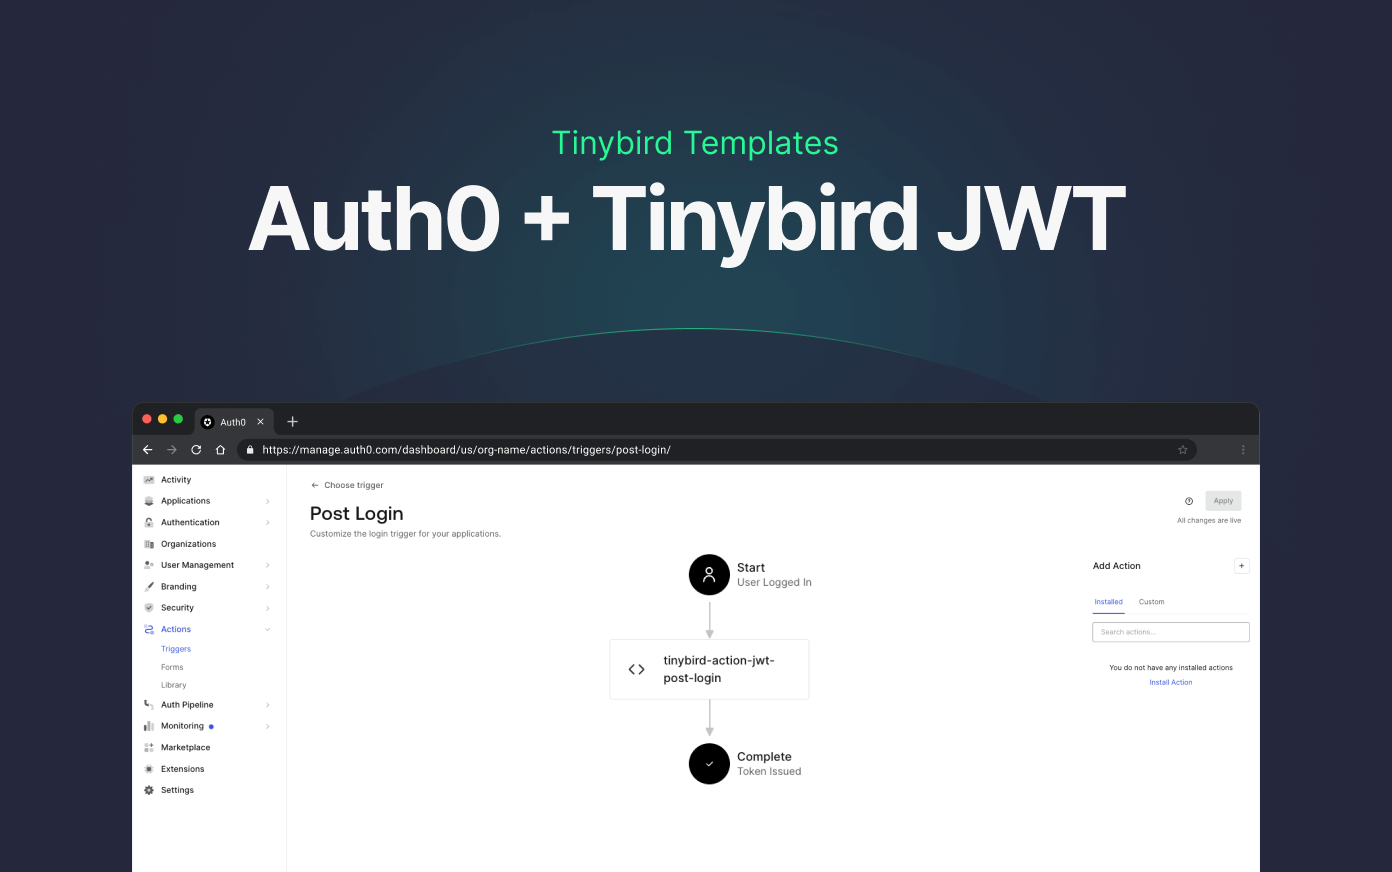 Tinybird Templates
Auth0 + Tinybird JWT
Auth0
https://manage.auth0.com/dashboard/us/org-name/actions/triggers/post-login/
Activity
Applications
Authentication
Organizations
User Management
Branding
Security
Actions
Triggers
Forms
Library
Auth Pipeline
Monitoring
Marketplace
Extensions
Settings
Choose trigger
Post Login
Customize the login trigger for your applications.
Apply
All changes are live
Start
User Logged In
tinybird-action-jwt-
post-login
Complete
Token Issued
Add Action
Installed
Custom
Search actions...
You do not have any installed actions
Install Action